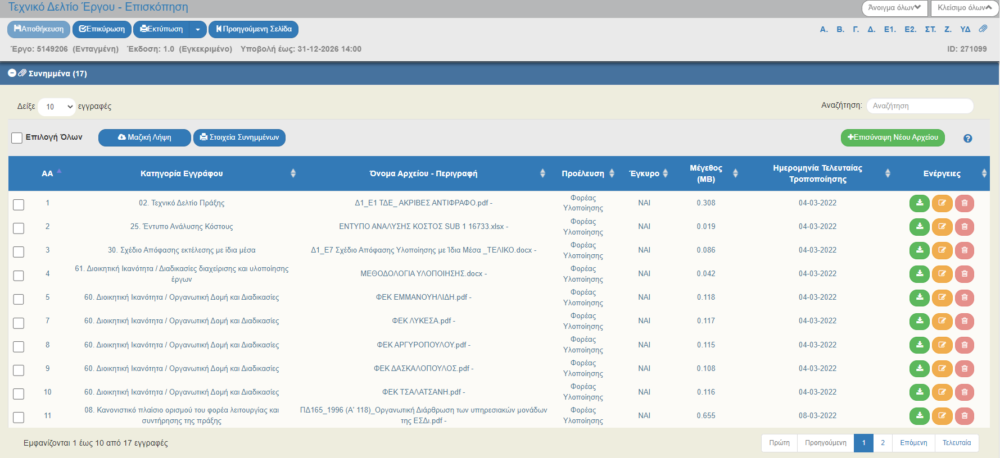 Τεχνικό Δελτίο Έργου - Επισκόπηση
Άνοιγμα όλων Κλείσιμο όλων
Αποθήκευση Επικύρωση Εκτύπωση Προηγούμενη Σελίδα Α. Β. Γ. Δ. Ε1. Ε2. ΣΤ. Ζ. ΥΔ
Έργο: 5149206 (Ενταγμένη) Έκδοση: 1.0 (Εγκεκριμένο) Υποβολή έως: 31-12-2026 14:00 ID: 271099
Συνημμένα (17)
Δείξε 10 εγγραφές Αναζήτηση: Αναζήτηση
Επιλογή Όλων Μαζική Λήψη Στοιχεία Συνημμένων Επισύναψη Νέου Αρχείου
ΑΑ Κατηγορία Εγγράφου Όνομα Αρχείου - Περιγραφή Προέλευση Έγκυρο Μέγεθος Ημερομηνία Τελευταίας Ενέργειες
(MB) Τροποποίησης
1 02. Τεχνικό Δελτίο Πράξης Δ1_Ε1 ΤΔΕ_ ΑΚΡΙΒΕΣ ΑΝΤΙΦΡΑΦΟ.pdf - Φορέας ΝΑΙ 0.308 04-03-2022
Υλοποίησης
2 25. Έντυπο Ανάλυσης Κόστους ΕΝΤΥΠΟ ΑΝΑΛΥΣΗΣ ΚΟΣΤΟΣ SUB 1 16733.xlsx - Φορέας ΝΑΙ 0.019 04-03-2022
Υλοποίησης
3 30. Σχέδιο Απόφασης εκτέλεσης με ίδια μέσα Δ1_Ε7 Σχέδιο Απόφασης Υλοποίησης με Ίδια Μέσα _ΤΕΛΙΚΟ.docx - Φορέας ΝΑΙ 0.086 04-03-2022
Υλοποίησης
4 61. Διοικητική Ικανότητα / Διαδικασίες διαχείρισης και υλοποίησης ΜΕΘΟΔΟΛΟΓΙΑ ΥΛΟΠΟΙΗΣΗΣ.docx - Φορέας ΝΑΙ 0.042 04-03-2022
έργων Υλοποίησης
5 60. Διοικητική Ικανότητα / Οργανωτική Δομή και Διαδικασίες ΦΕΚ ΕΜΜΑΝΟΥΗΛΙΔΗ.pdf - Φορέας ΝΑΙ 0.118 04-03-2022
Υλοποίησης
7 60. Διοικητική Ικανότητα / Οργανωτική Δομή και Διαδικασίες ΦΕΚ ΛΥΚΕΣΑ.pdf - Φορέας ΝΑΙ 0.117 04-03-2022
Υλοποίησης
8 60. Διοικητική Ικανότητα / Οργανωτική Δομή και Διαδικασίες ΦΕΚ ΑΡΓΥΡΟΠΟΥΛΟΥ.pdf - Φορέας ΝΑΙ 0.115 04-03-2022
Υλοποίησης
9 60. Διοικητική Ικανότητα / Οργανωτική Δομή και Διαδικασίες ΦΕΚ ΔΑΣΚΑΛΟΠΟΥΛΟΣ.pdf - Φορέας ΝΑΙ 0.108 04-03-2022
Υλοποίησης
10 60. Διοικητική Ικανότητα / Οργανωτική Δομή και Διαδικασίες ΦΕΚ ΤΣΑΛΑΤΣΑΝΗ.pdf - Φορέας ΝΑΙ 0.116 04-03-2022
Υλοποίησης
11 08. Κανονιστικό πλαίσιο ορισμού του φορέα λειτουργίας και ΠΔ165_1996 (Α' 118)_Οργανωτική Διάρθρωση των υπηρεσιακών μονάδων Φορέας ΝΑΙ 0.655 08-03-2022
συντήρησης της πράξης της ΕΣΔι.pdf - Υλοποίησης
Εμφανίζονται 1 έως 10 από 17 εγγραφές Πρώτη Προηγούμενη 1 2 Επόμενη Τελευταία